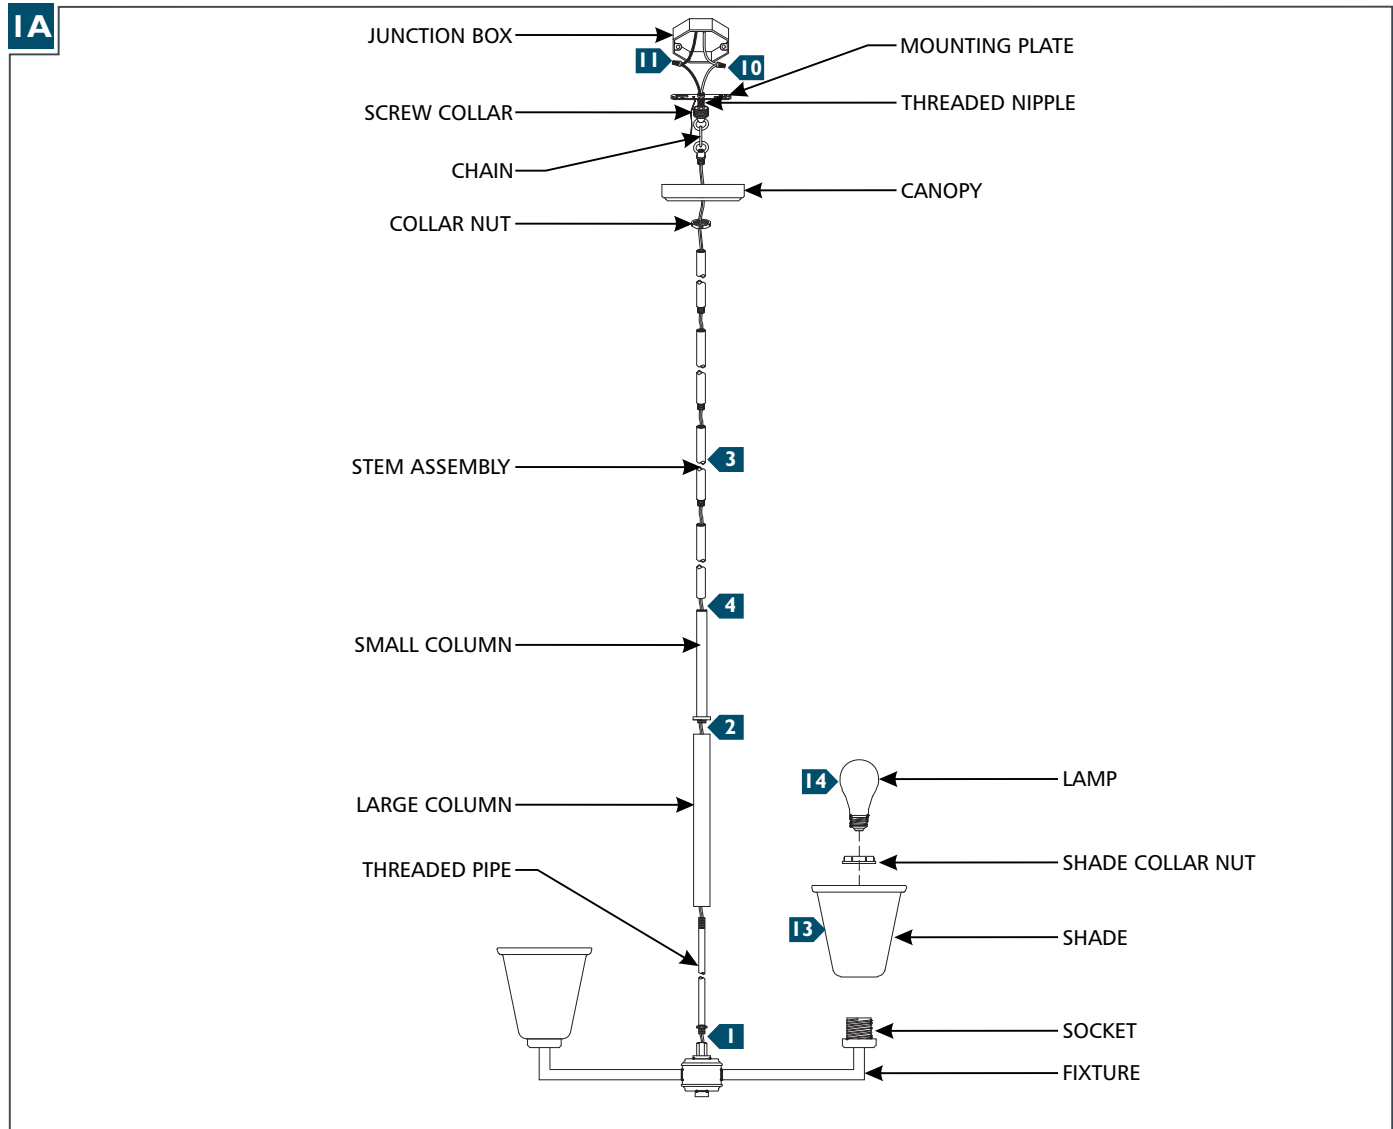 1A
JUNCTION BOX
MOUNTING PLATE
11
10
THREADED NIPPLE
SCREW COLLAR
CHAIN
CANOPY
COLLAR NUT
STEM ASSEMBLY
3
4
SMALL COLUMN
2
14
LAMP
LARGE COLUMN
SHADE COLLAR NUT
THREADED PIPE
13
SHADE
SOCKET
1
FIXTURE